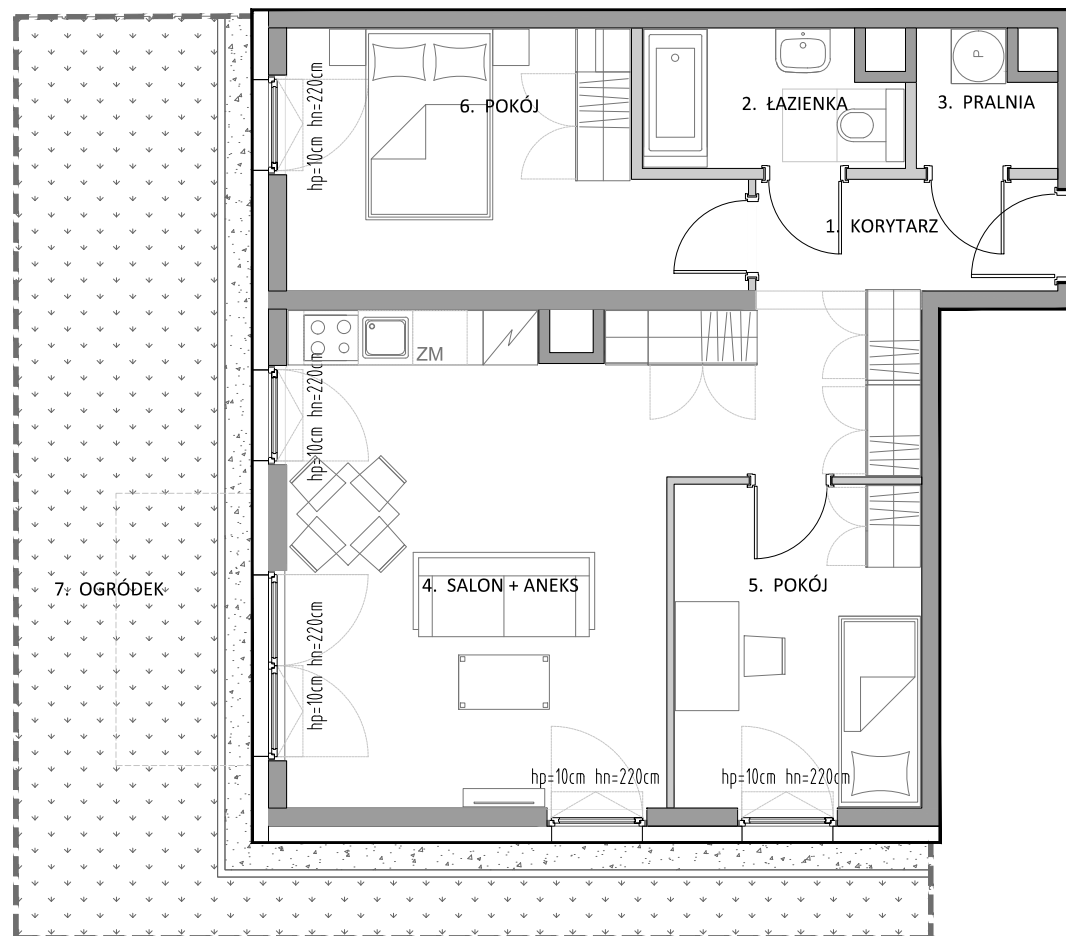 6. POKÓJ
2. ŁAZIENKA
3. PRALNIA
P
hp=10cm hn=220cm
1. KORYTARZ
ZM
hp=10cm hn=220cm
7. OGRÓDEK
4. SALON + ANEKS
5. POKÓJ
hp=10cm hn=220cm
hp=10cm hn=220cm
hp=10cm hn=220cm